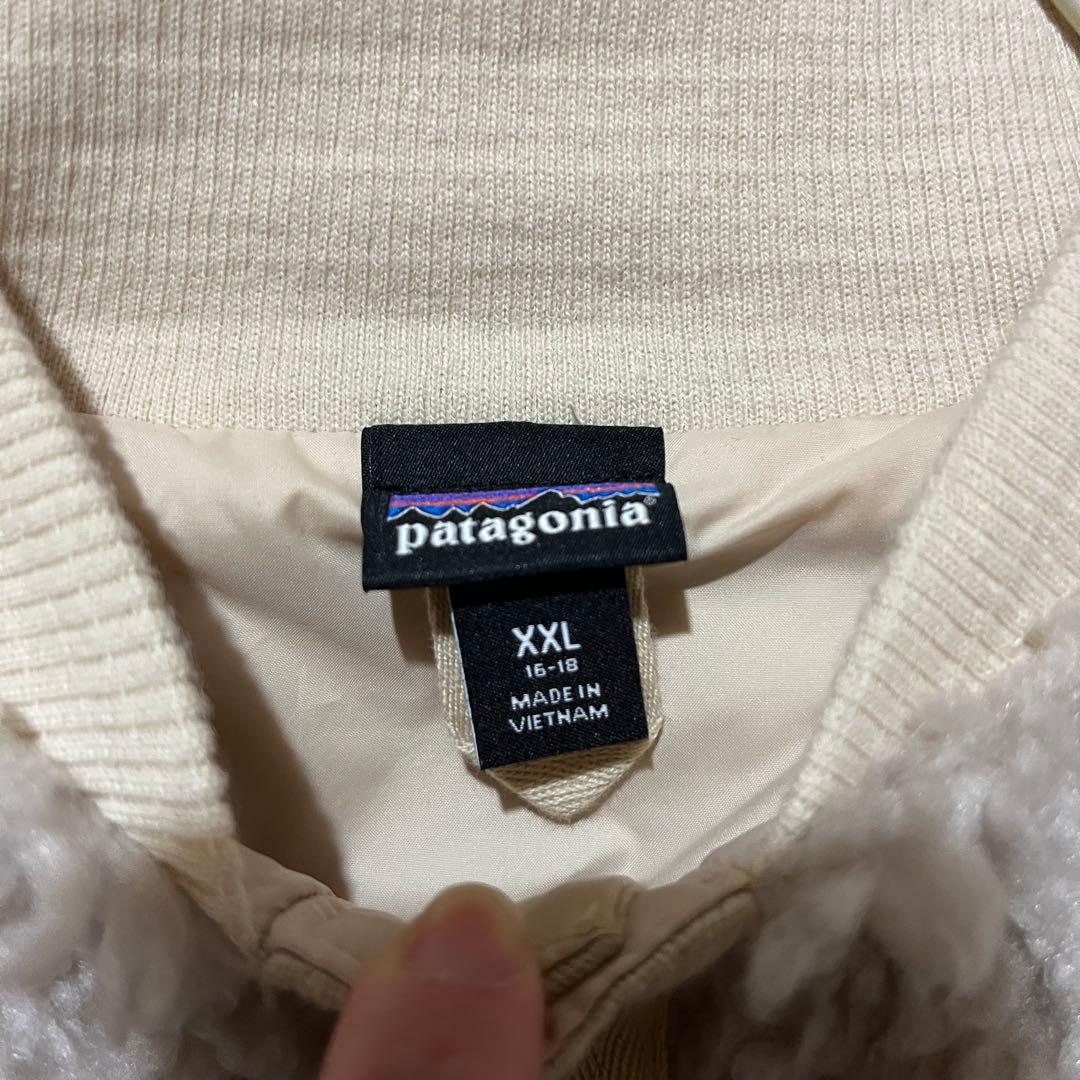 patagonia®
XXL
16-18
MADE IN
VIETNAM